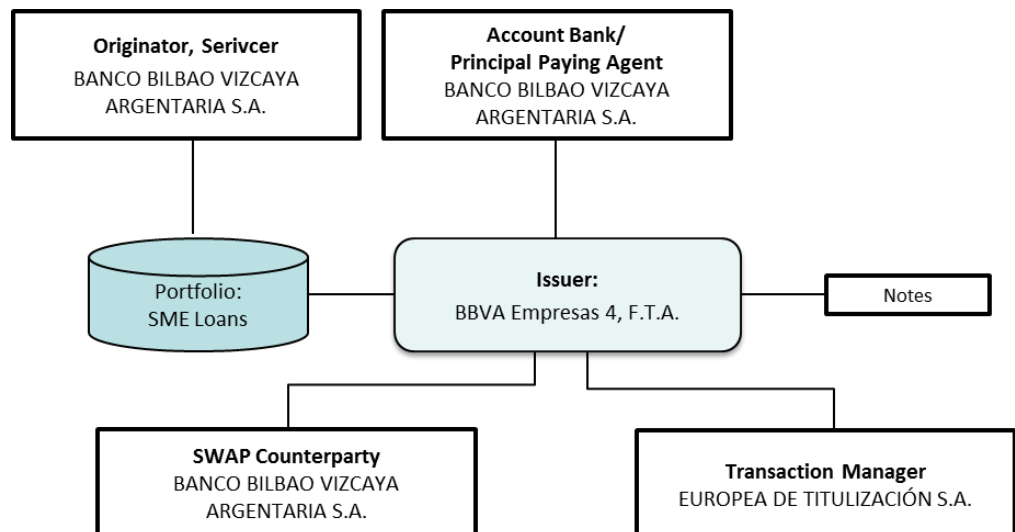 Originator, Serivcer
BANCO BILBAO VIZCAYA
ARGENTARIA S.A.
Account Bank/
Principal Paying Agent
BANCO BILBAO VIZCAYA
ARGENTARIA S.A.
Portfolio:
SME Loans
Issuer:
BBVA Empresas 4, F.T.A.
Notes
SWAP Counterparty
BANCO BILBAO VIZCAYA
ARGENTARIA S.A.
Transaction Manager
EUROPEA DE TITULIZACIÓN S.A.